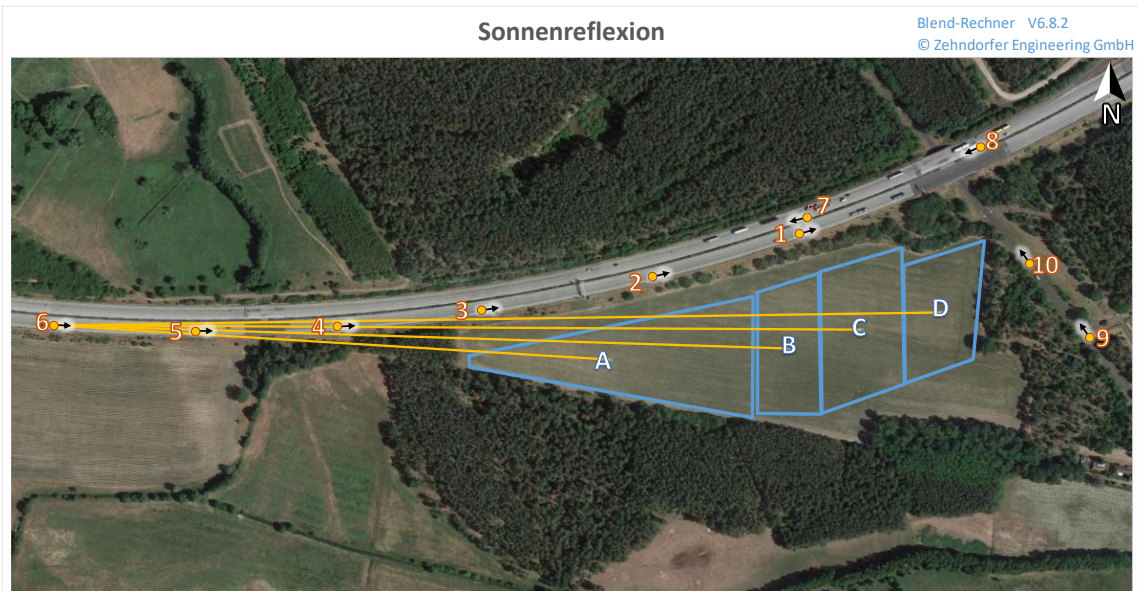 Sonnenreflexion
Blend-Rechner V6.8.2
© Zehndorfer Engineering GmbH
N
8
7
1
10
2
3
D
6
5
4
C
9
B
A